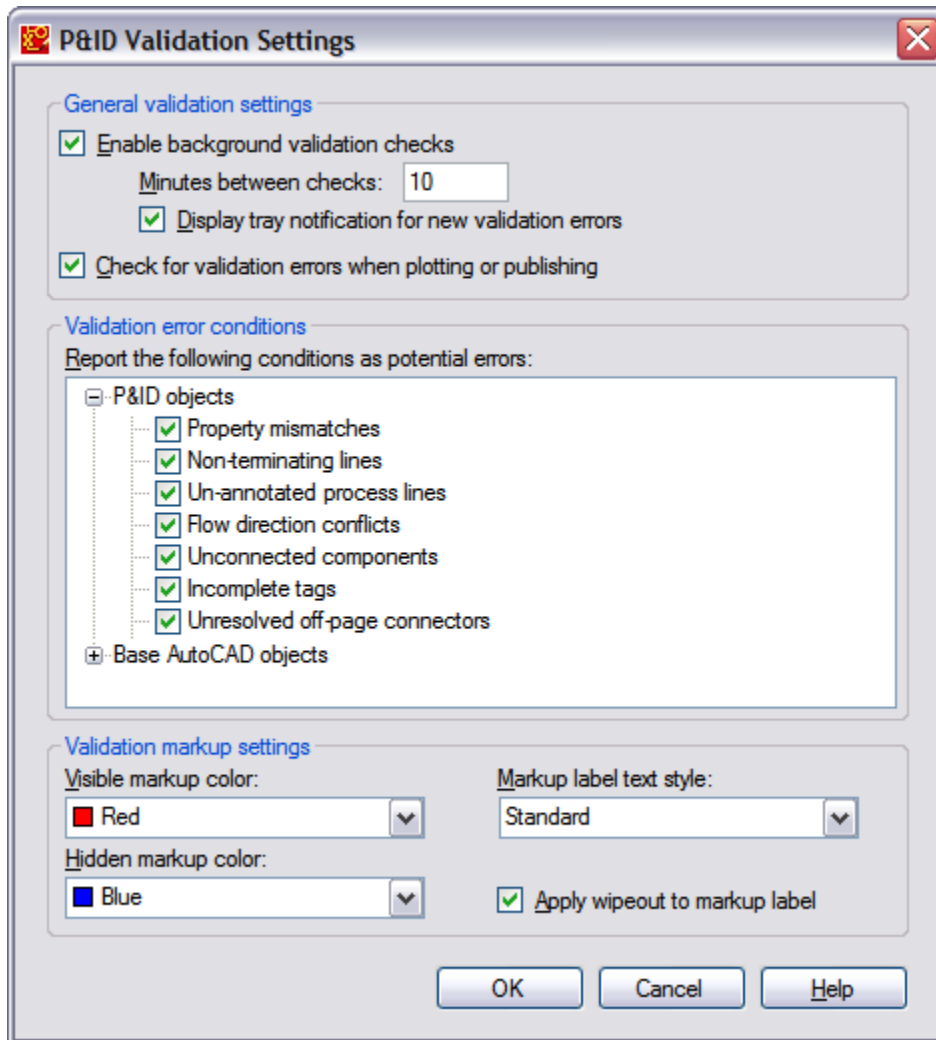 P&ID Validation Settings
General validation settings
Enable background validation checks
Minutes between checks: 10
Display tray notification for new validation errors
Check for validation errors when plotting or publishing
Validation error conditions
Report the following conditions as potential errors:
P&ID objects
Property mismatches
Non-terminating lines
Un-annotated process lines
Flow direction conflicts
Unconnected components
Incomplete tags
Unresolved off-page connectors
Base AutoCAD objects
Validation markup settings
Visible markup color:
Red
Markup label text style:
Standard
Hidden markup color:
Blue
Apply wipeout to markup label
OK Cancel Help